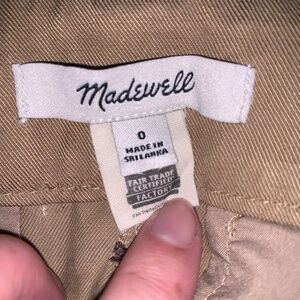 Madewell
0
MADE IN
SRI LANKA
FAIR TRADE
CERTIFIED
FACTORY